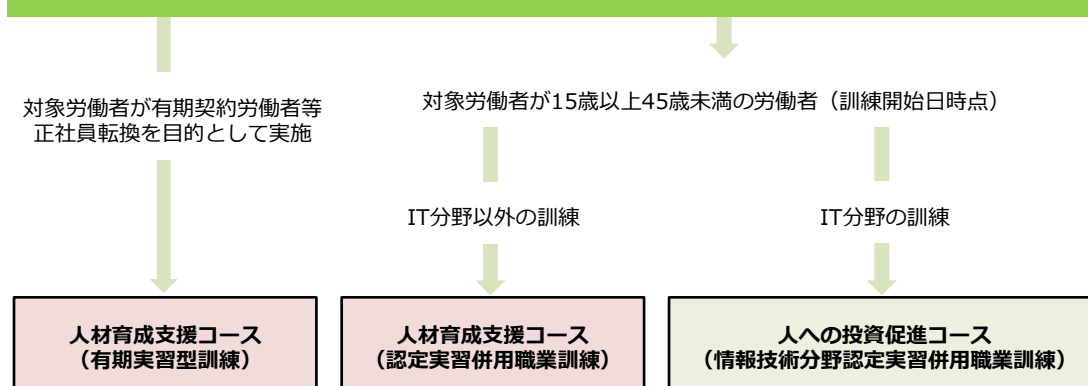 対象労働者が有期契約労働者等
正社員転換を目的として実施
対象労働者が15歳以上45歳未満の労働者（訓練開始日時点）
IT分野以外の訓練
IT分野の訓練
人材育成支援コース
（有期実習型訓練）
人材育成支援コース
（認定実習併用職業訓練）
人への投資促進コース
（情報技術分野認定実習併用職業訓練）